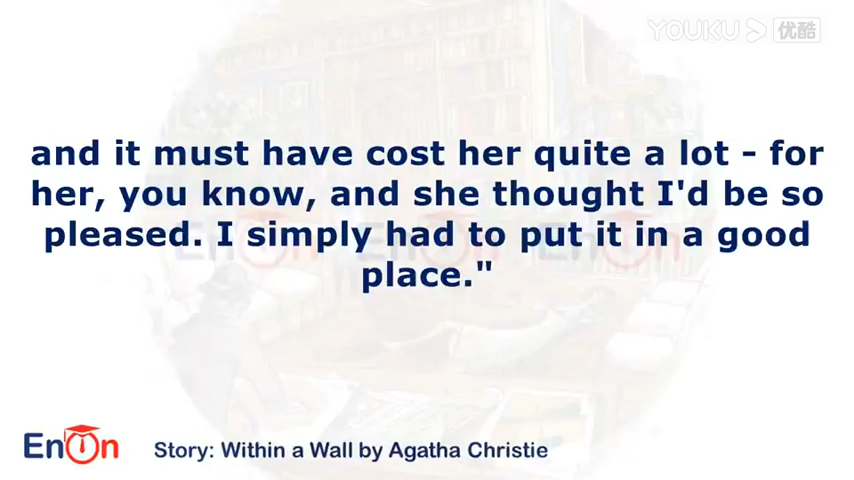 YOUKU 优酷
and it must have cost her quite a lot - for
her, you know, and she thought I'd be so
pleased. I simply had to put it in a good
place."
EnOn
Story: Within a Wall by Agatha Christie